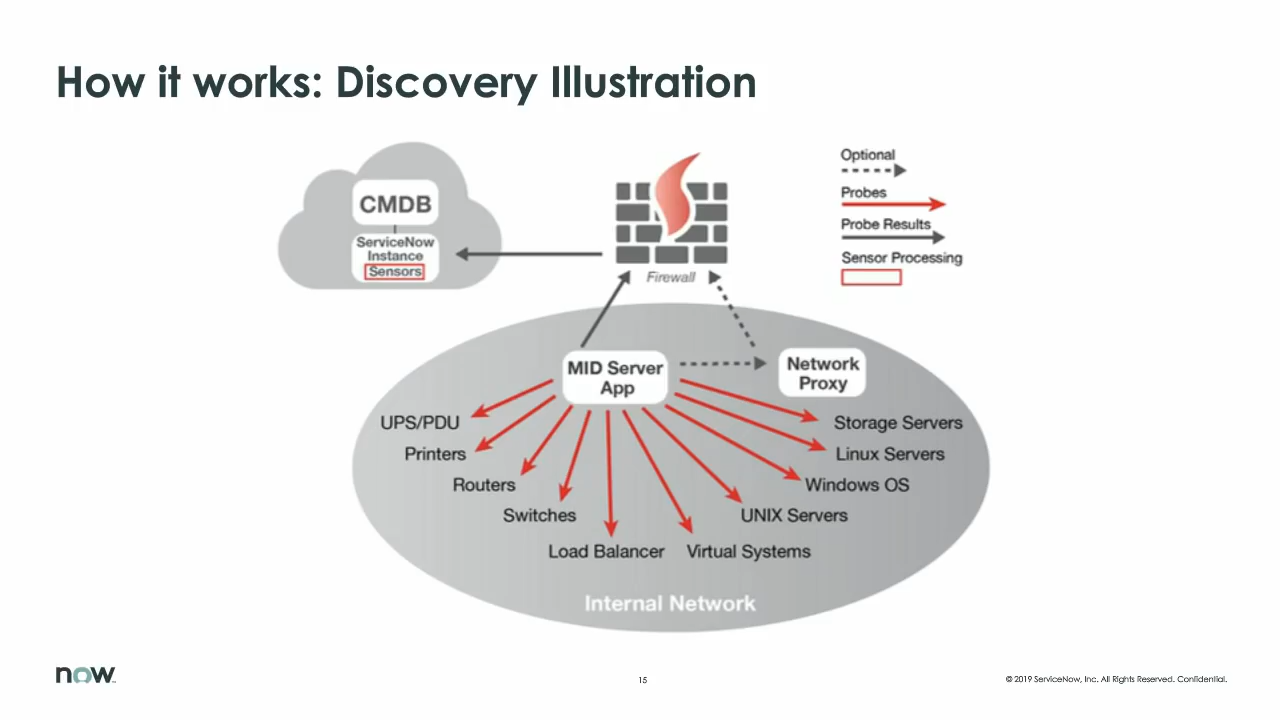 How it works: Discovery Illustration
CMDB
ServiceNow
Instance
Sensors
Firewall
Optional
Probes
Probe Results
Sensor Processing
MID Server
App
Network
Proxy
UPS/PDU
Printers
Routers
Switches
Load Balancer
Virtual Systems
UNIX Servers
Windows OS
Linux Servers
Storage Servers
Internal Network
now
15
© 2019 ServiceNow, Inc. All Rights Reserved. Confidential.